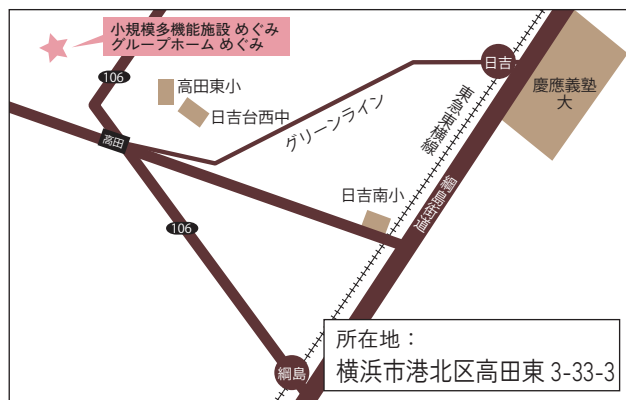 小規模多機能施設 めぐみ
グループホーム めぐみ
106
高田東小
日吉台西中
高田
グリーンライン
日吉
東急東横線
慶應義塾
大
日吉南小
綱島街道
106
綱島
所在地：
横浜市港北区高田東 3-33-3